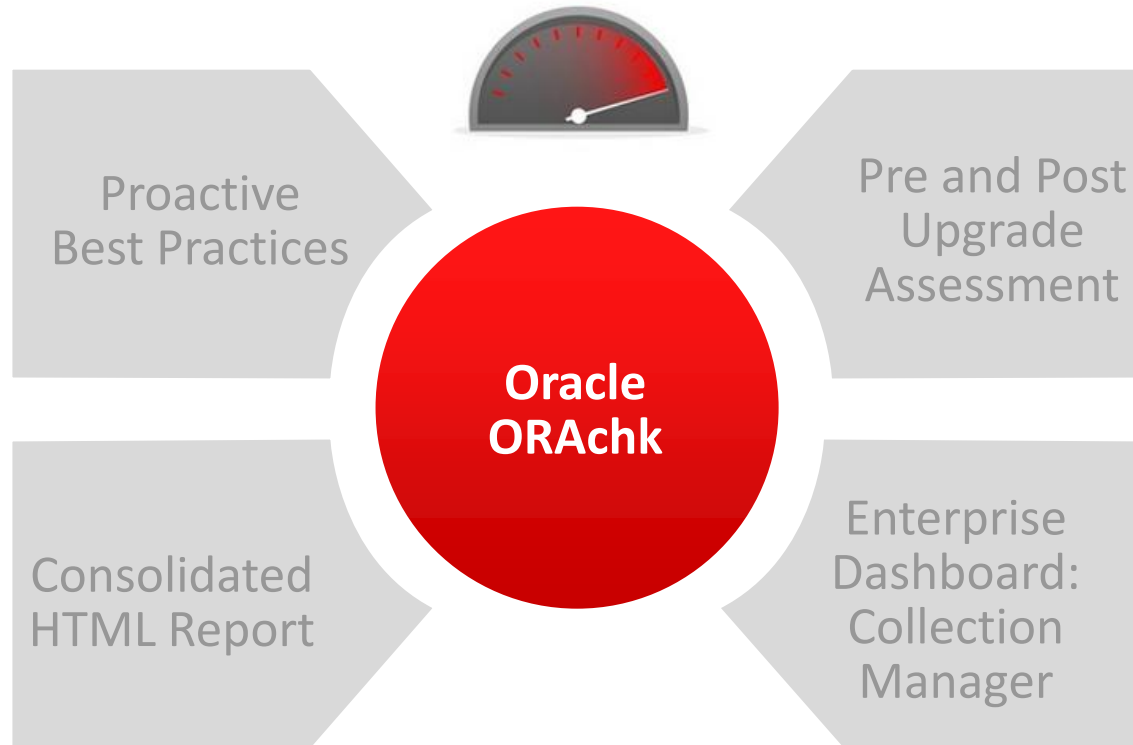 Proactive
Best Practices
Pre and Post
Upgrade
Assessment
Oracle
ORAchk
Consolidated
HTML Report
Enterprise
Dashboard:
Collection
Manager